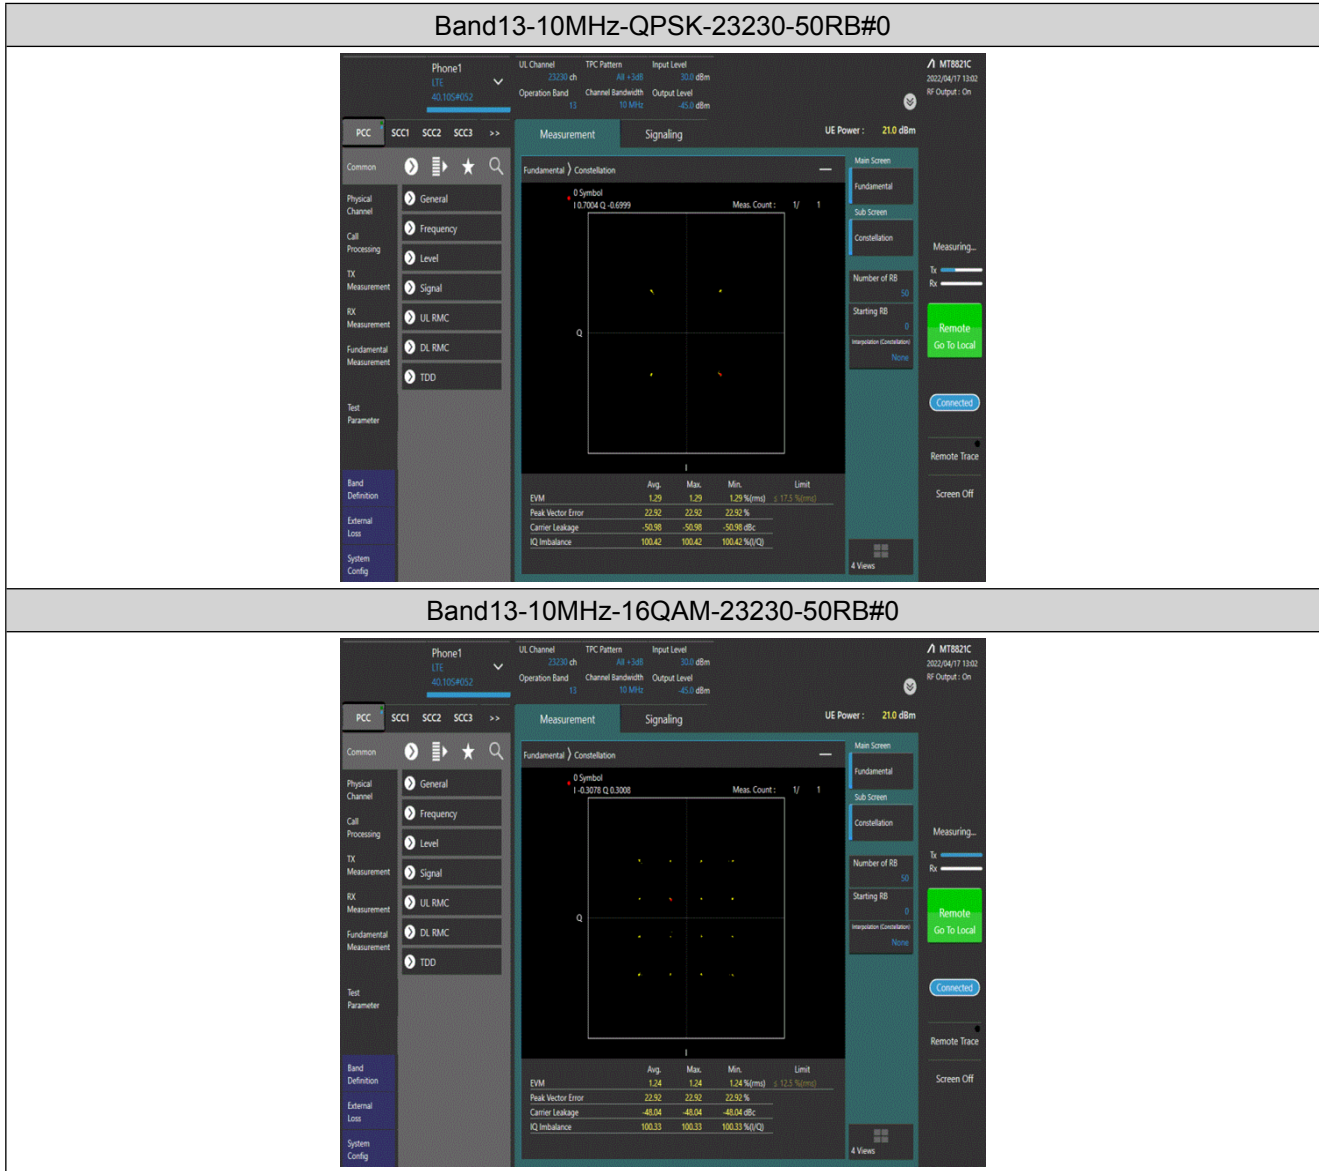 Band13-10MHz-QPSK-23230-50RB#0
Phone1
LTE
40.105#052
UL Channel TPC Pattern Input Level
23230 ch All +3dB 30.0 dBm
Operation Band Channel Bandwidth Output Level
13 10 MHz -45.0 dBm
MT8821C
2022/04/17 13:02
RF Output : On
PCC SCC1 SCC2 SCC3 >>
Measurement Signaling
UE Power : 21.0 dBm
Common
Physical
Channel
Call
Processing
TX
Measurement
RX
Measurement
Fundamental
Measurement
Test
Parameter
Band
Definition
External
Loss
System
Config
General
Frequency
Level
Signal
UL RMC
DL RMC
TDD
Fundamental 〉 Constellation
0 Symbol
I 0.7004 Q -0.6999 Meas. Count : 1/ 1
Q
I
Avg. Max. Min. Limit
EVM 1.29 1.29 1.29 %(rms) ≤ 17.5 %(rms)
Peak Vector Error 22.92 22.92 22.92 %
Carrier Leakage -50.98 -50.98 -50.98 dBc
IQ Imbalance 100.42 100.42 100.42 %(I/Q)
Main Screen
Fundamental
Sub Screen
Constellation
Number of RB
50
Starting RB
0
Interpolation (Constellation)
None
4 Views
Measuring...
Tx
Rx
Remote
Go To Local
Connected
Remote Trace
Screen Off
Band13-10MHz-16QAM-23230-50RB#0
Phone1
LTE
40.105#052
UL Channel TPC Pattern Input Level
23230 ch All +3dB 30.0 dBm
Operation Band Channel Bandwidth Output Level
13 10 MHz -45.0 dBm
MT8821C
2022/04/17 13:02
RF Output : On
PCC SCC1 SCC2 SCC3 >>
Measurement Signaling
UE Power : 21.0 dBm
Common
Physical
Channel
Call
Processing
TX
Measurement
RX
Measurement
Fundamental
Measurement
Test
Parameter
Band
Definition
External
Loss
System
Config
General
Frequency
Level
Signal
UL RMC
DL RMC
TDD
Fundamental 〉 Constellation
0 Symbol
I -0.3078 Q 0.3008 Meas. Count : 1/ 1
Q
I
Avg. Max. Min. Limit
EVM 1.24 1.24 1.24 %(rms) ≤ 12.5 %(rms)
Peak Vector Error 22.92 22.92 22.92 %
Carrier Leakage -48.04 -48.04 -48.04 dBc
IQ Imbalance 100.33 100.33 100.33 %(I/Q)
Main Screen
Fundamental
Sub Screen
Constellation
Number of RB
50
Starting RB
0
Interpolation (Constellation)
None
4 Views
Measuring...
Tx
Rx
Remote
Go To Local
Connected
Remote Trace
Screen Off